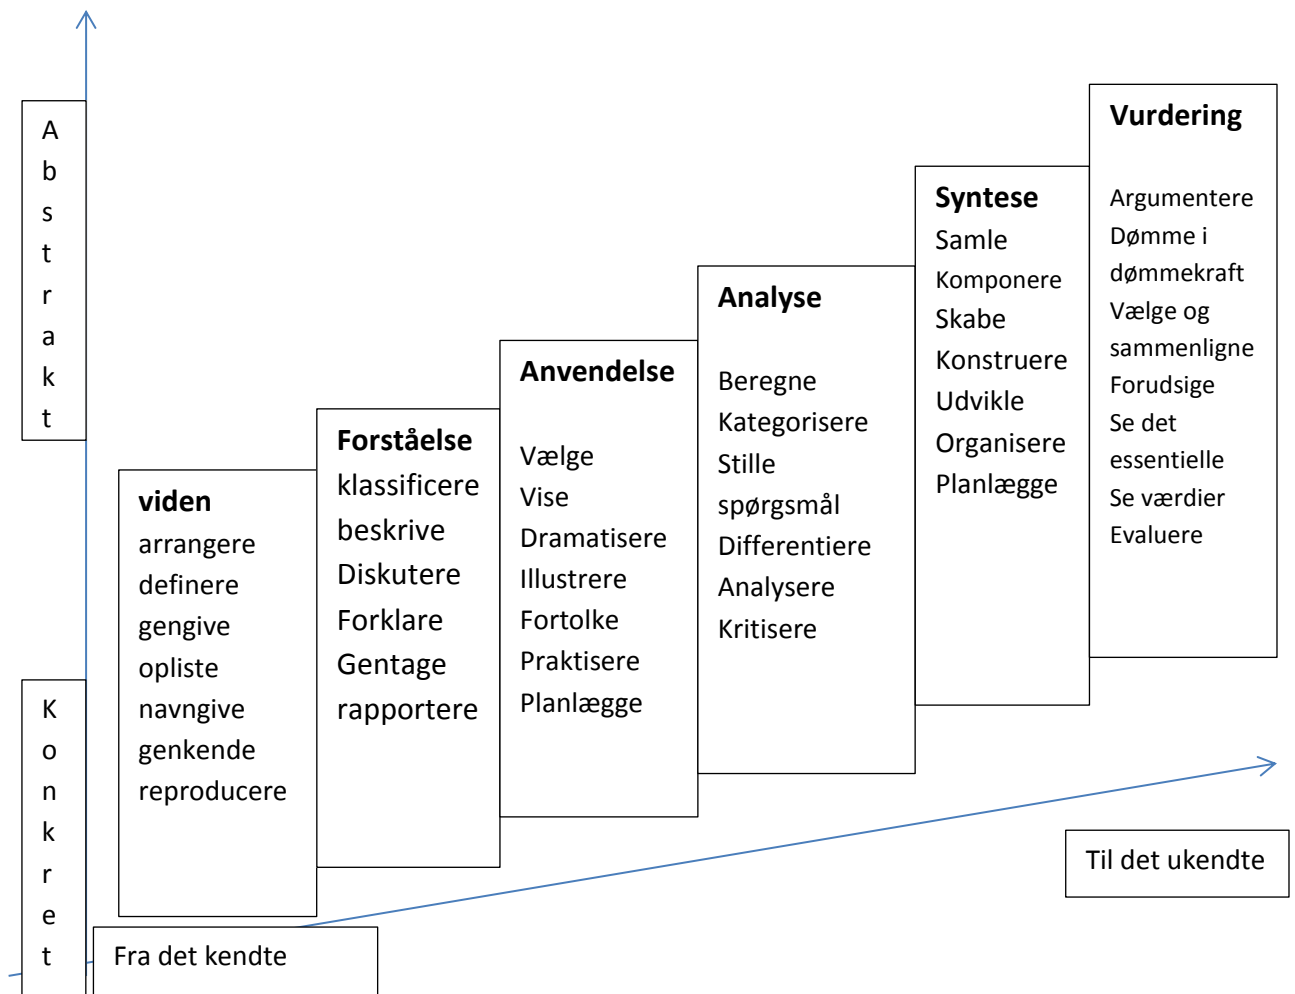 Abstrakt
Konkret
viden
arrangere
definere
gengive
opliste
navngive
genkende
reproducere
Forståelse
klassificere
beskrive
Diskutere
Forklare
Gentage
rapportere
Anvendelse
Vælge
Vise
Dramatisere
Illustrere
Fortolke
Praktisere
Planlægge
Analyse
Beregne
Kategorisere
Stille
spørgsmål
Differentiere
Analysere
Kritisere
Syntese
Samle
Komponere
Skabe
Konstruere
Udvikle
Organisere
Planlægge
Vurdering
Argumentere
Dømme i
dømmekraft
Vælge og
sammenligne
Forudsige
Se det
essentielle
Se værdier
Evaluere
Fra det kendte
Til det ukendte